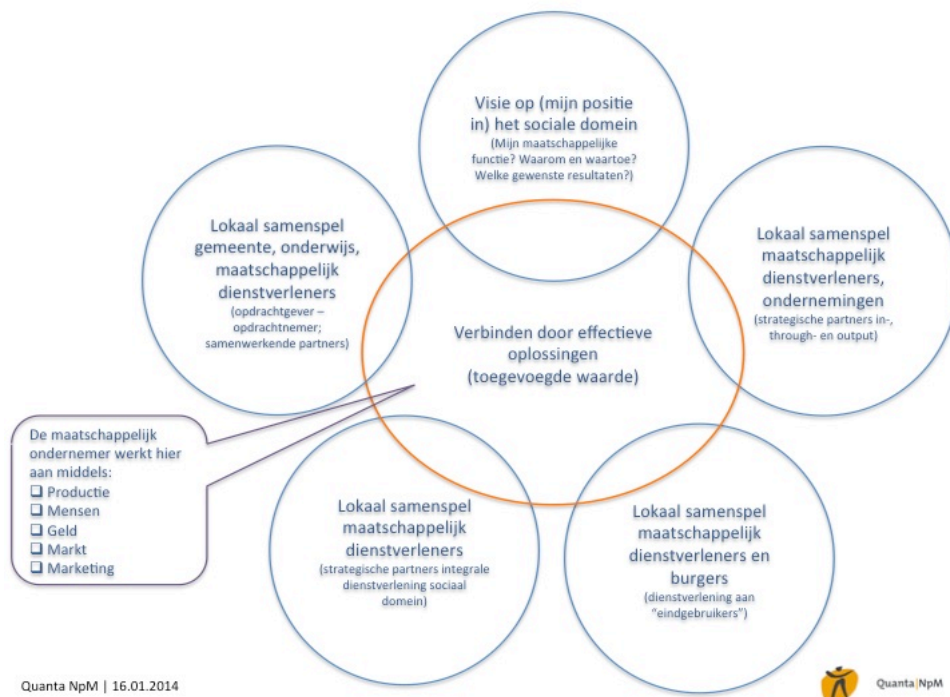 Visie op (mijn positie
in) het sociale domein
(Mijn maatschappelijke
functie? Waarom en waartoe?
Welke gewenste resultaten?)
Lokaal samenspel
gemeente, onderwijs,
maatschappelijk
dienstverleners
(opdrachtgever –
opdrachtnemer;
samenwerkende partners)
Lokaal samenspel
maatschappelijk
dienstverleners,
ondernemingen
(strategische partners in-,
through- en output)
Verbinden door effectieve
oplossingen
(toegevoegde waarde)
De maatschappelijk
ondernemer werkt hier
aan middels:
❑ Productie
❑ Mensen
❑ Geld
❑ Markt
❑ Marketing
Lokaal samenspel
maatschappelijk
dienstverleners
(strategische partners integrale
dienstverlening sociaal
domein)
Lokaal samenspel
maatschappelijk
dienstverleners en
burgers
(dienstverlening aan
“eindgebruikers”)
Quanta NpM | 16.01.2014
Quanta|NpM